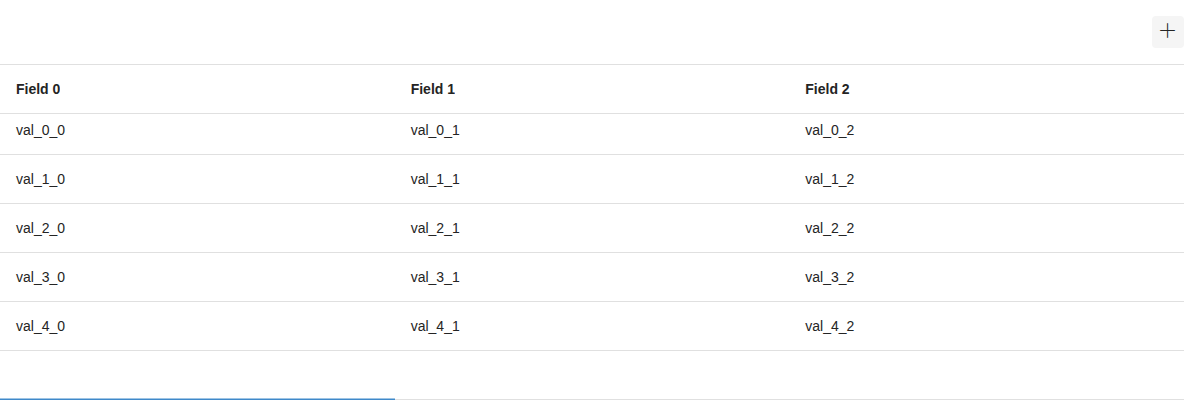 Field 0 Field 1 Field 2
val_0_0 val_0_1 val_0_2
val_1_0 val_1_1 val_1_2
val_2_0 val_2_1 val_2_2
val_3_0 val_3_1 val_3_2
val_4_0 val_4_1 val_4_2